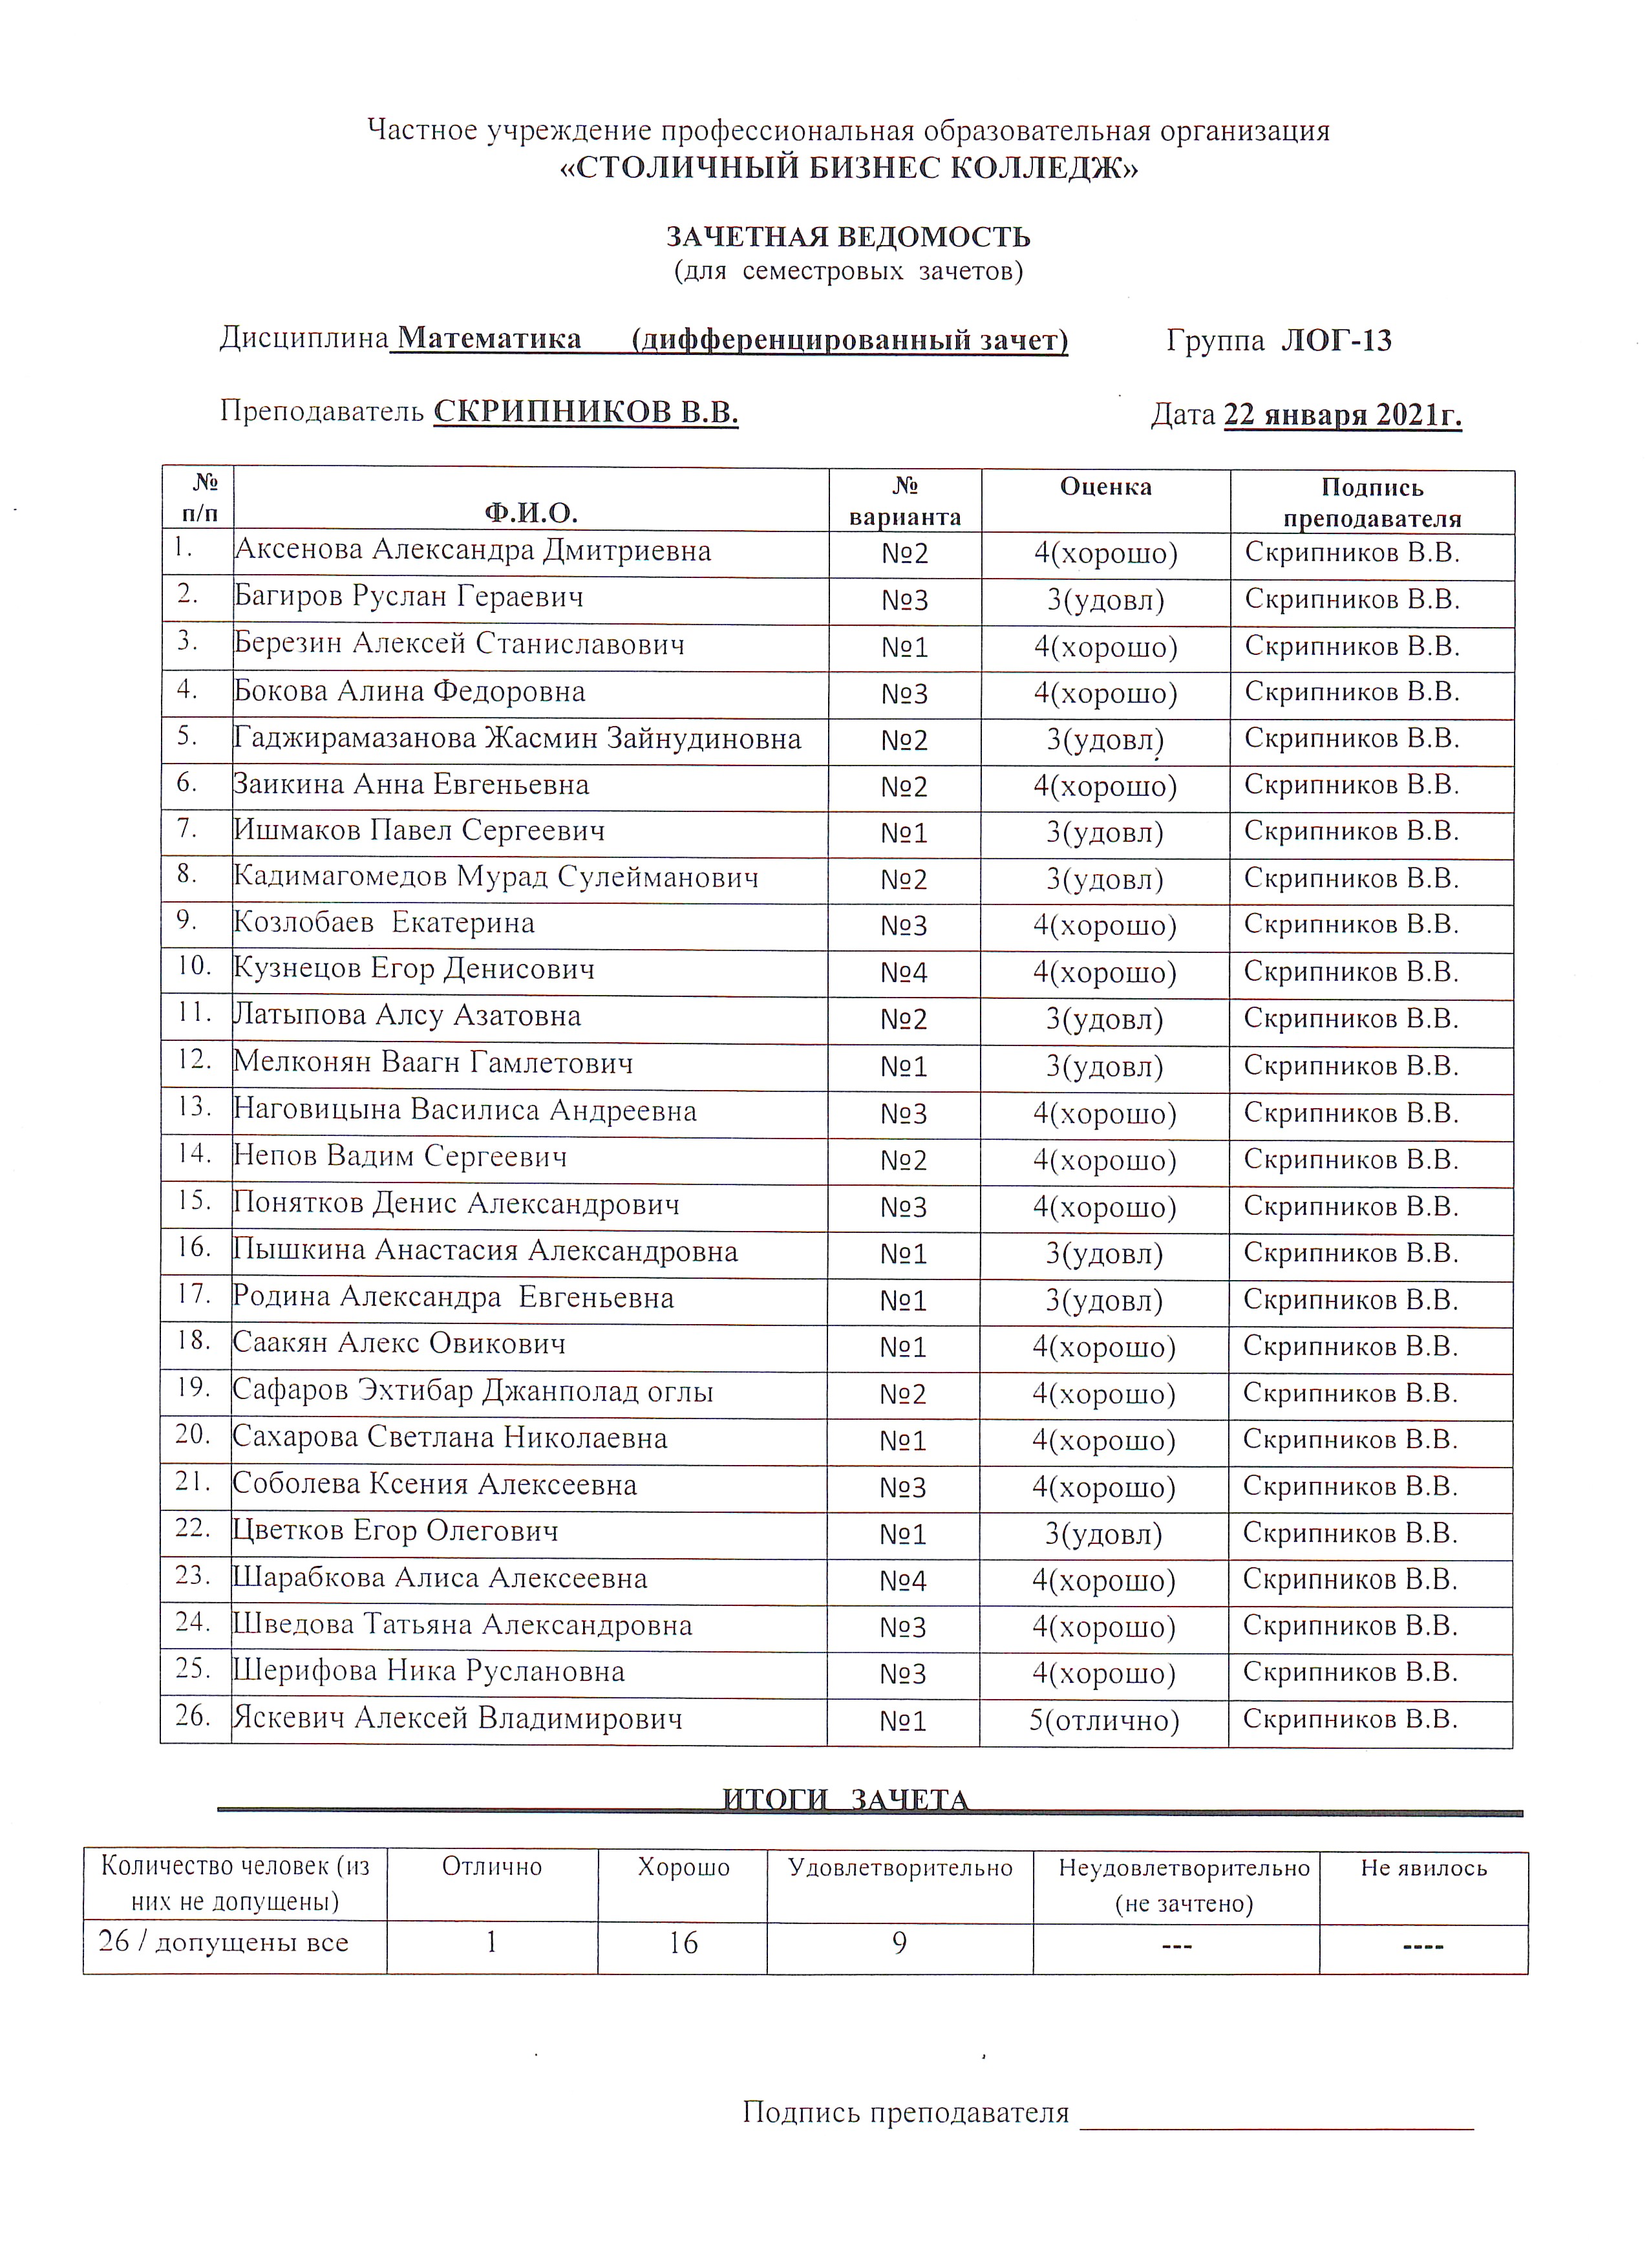 Частное учреждение профессиональная образовательная организация
«СТОЛИЧНЫЙ БИЗНЕС КОЛЛЕДЖ»
ЗАЧЕТНАЯ ВЕДОМОСТЬ
(для семестровых зачетов)
Дисциплина Математика (дифференцированный зачет) Группа ЛОГ-13
Преподаватель СКРИПНИКОВ В.В. Дата 22 января 2021г.
№ п/п Ф.И.О. № варианта Оценка Подпись преподавателя
1. Аксенова Александра Дмитриевна №2 4(хорошо) Скрипников В.В.
2. Багиров Руслан Гераевич №3 3(удовл) Скрипников В.В.
3. Березин Алексей Станиславович №1 4(хорошо) Скрипников В.В.
4. Бокова Алина Федоровна №3 4(хорошо) Скрипников В.В.
5. Гаджирамазанова Жасмин Зайнудиновна №2 3(удовл) Скрипников В.В.
6. Заикина Анна Евгеньевна №2 4(хорошо) Скрипников В.В.
7. Ишмаков Павел Сергеевич №1 3(удовл) Скрипников В.В.
8. Кадимагомедов Мурад Сулейманович №2 3(удовл) Скрипников В.В.
9. Козлобаев Екатерина №3 4(хорошо) Скрипников В.В.
10. Кузнецов Егор Денисович №4 4(хорошо) Скрипников В.В.
11. Латыпова Алсу Азатовна №2 3(удовл) Скрипников В.В.
12. Мелконян Ваагн Гамлетович №1 3(удовл) Скрипников В.В.
13. Наговицына Василиса Андреевна №3 4(хорошо) Скрипников В.В.
14. Непов Вадим Сергеевич №2 4(хорошо) Скрипников В.В.
15. Понятков Денис Александрович №3 4(хорошо) Скрипников В.В.
16. Пышкина Анастасия Александровна №1 3(удовл) Скрипников В.В.
17. Родина Александра Евгеньевна №1 3(удовл) Скрипников В.В.
18. Саакян Алекс Овикович №1 4(хорошо) Скрипников В.В.
19. Сафаров Эхтибар Джанполад оглы №2 4(хорошо) Скрипников В.В.
20. Сахарова Светлана Николаевна №1 4(хорошо) Скрипников В.В.
21. Соболева Ксения Алексеевна №3 4(хорошо) Скрипников В.В.
22. Цветков Егор Олегович №1 3(удовл) Скрипников В.В.
23. Шарабкова Алиса Алексеевна №4 4(хорошо) Скрипников В.В.
24. Шведова Татьяна Александровна №3 4(хорошо) Скрипников В.В.
25. Шерифова Ника Руслановна №3 4(хорошо) Скрипников В.В.
26. Яскевич Алексей Владимирович №1 5(отлично) Скрипников В.В.
ИТОГИ ЗАЧЕТА
Количество человек (из них не допущены) Отлично Хорошо Удовлетворительно Неудовлетворительно (не зачтено) Не явилось
26 / допущены все 1 16 9 --- ----
Подпись преподавателя